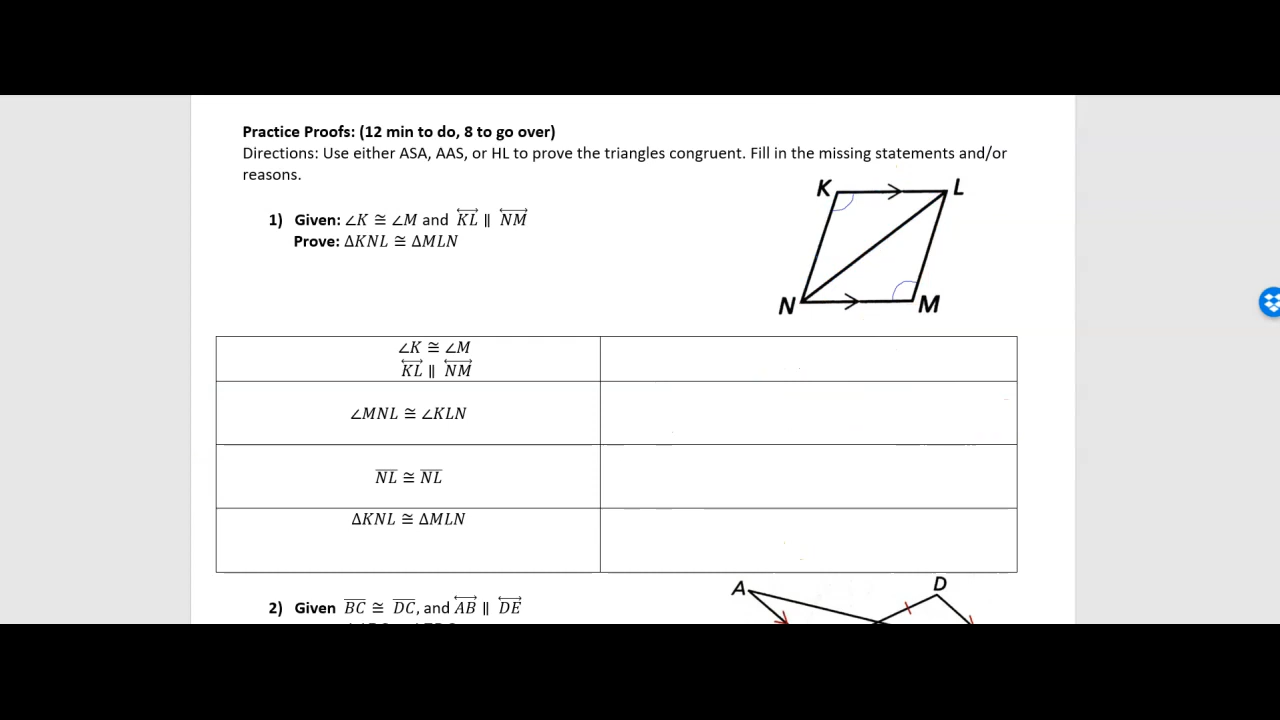 Practice Proofs: (12 min to do, 8 to go over)
Directions: Use either ASA, AAS, or HL to prove the triangles congruent. Fill in the missing statements and/or
reasons.
K L
1) Given: ∠K ≅ ∠M and KL ∥ NM
Prove: ΔKNL ≅ ΔMLN
N M
∠K ≅ ∠M
KL ∥ NM
∠MNL ≅ ∠KLN
NL ≅ NL
ΔKNL ≅ ΔMLN
A D
2) Given BC ≅ DC, and AB ∥ DE